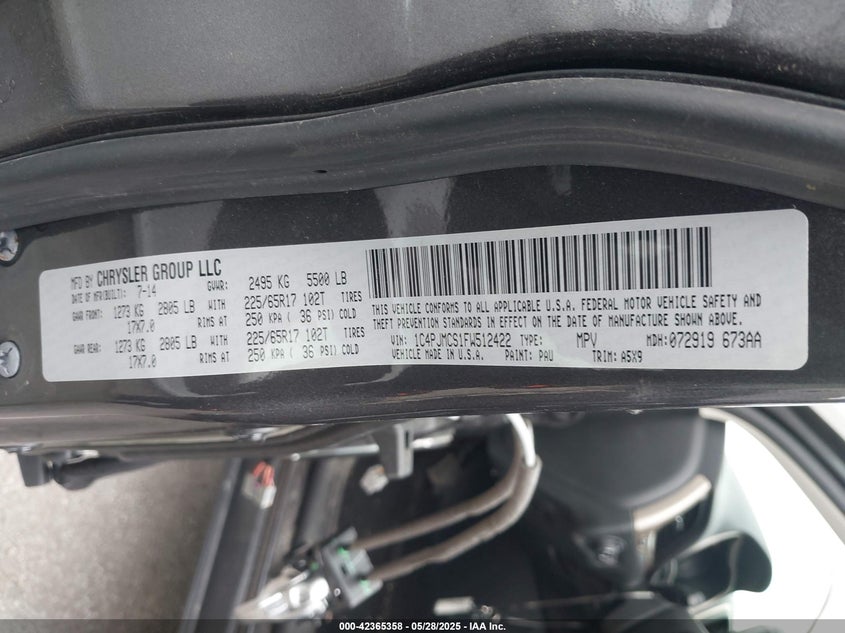 MFD BY CHRYSLER GROUP LLC
DATE OF MFR(BUILT): 7-14 GVWR: 2495 KG 5500 LB
GAWR FRONT: 1273 KG 2805 LB WITH 225/65R17 102T TIRES
17X7.0 RIMS AT 250 KPA ( 36 PSI) COLD
GAWR REAR: 1273 KG 2805 LB WITH 225/65R17 102T TIRES
17X7.0 RIMS AT 250 KPA ( 36 PSI) COLD
THIS VEHICLE CONFORMS TO ALL APPLICABLE U.S.A. FEDERAL MOTOR VEHICLE SAFETY AND
THEFT PREVENTION STANDARDS IN EFFECT ON THE DATE OF MANUFACTURE SHOWN ABOVE.
VIN: 1C4PJMCS1FW512422 TYPE: MPV MDH: 072919 673AA
VEHICLE MADE IN U.S.A. PAINT: PAU TRIM: A5X9
000-42365358 - 05/28/2025 - IAA Inc.